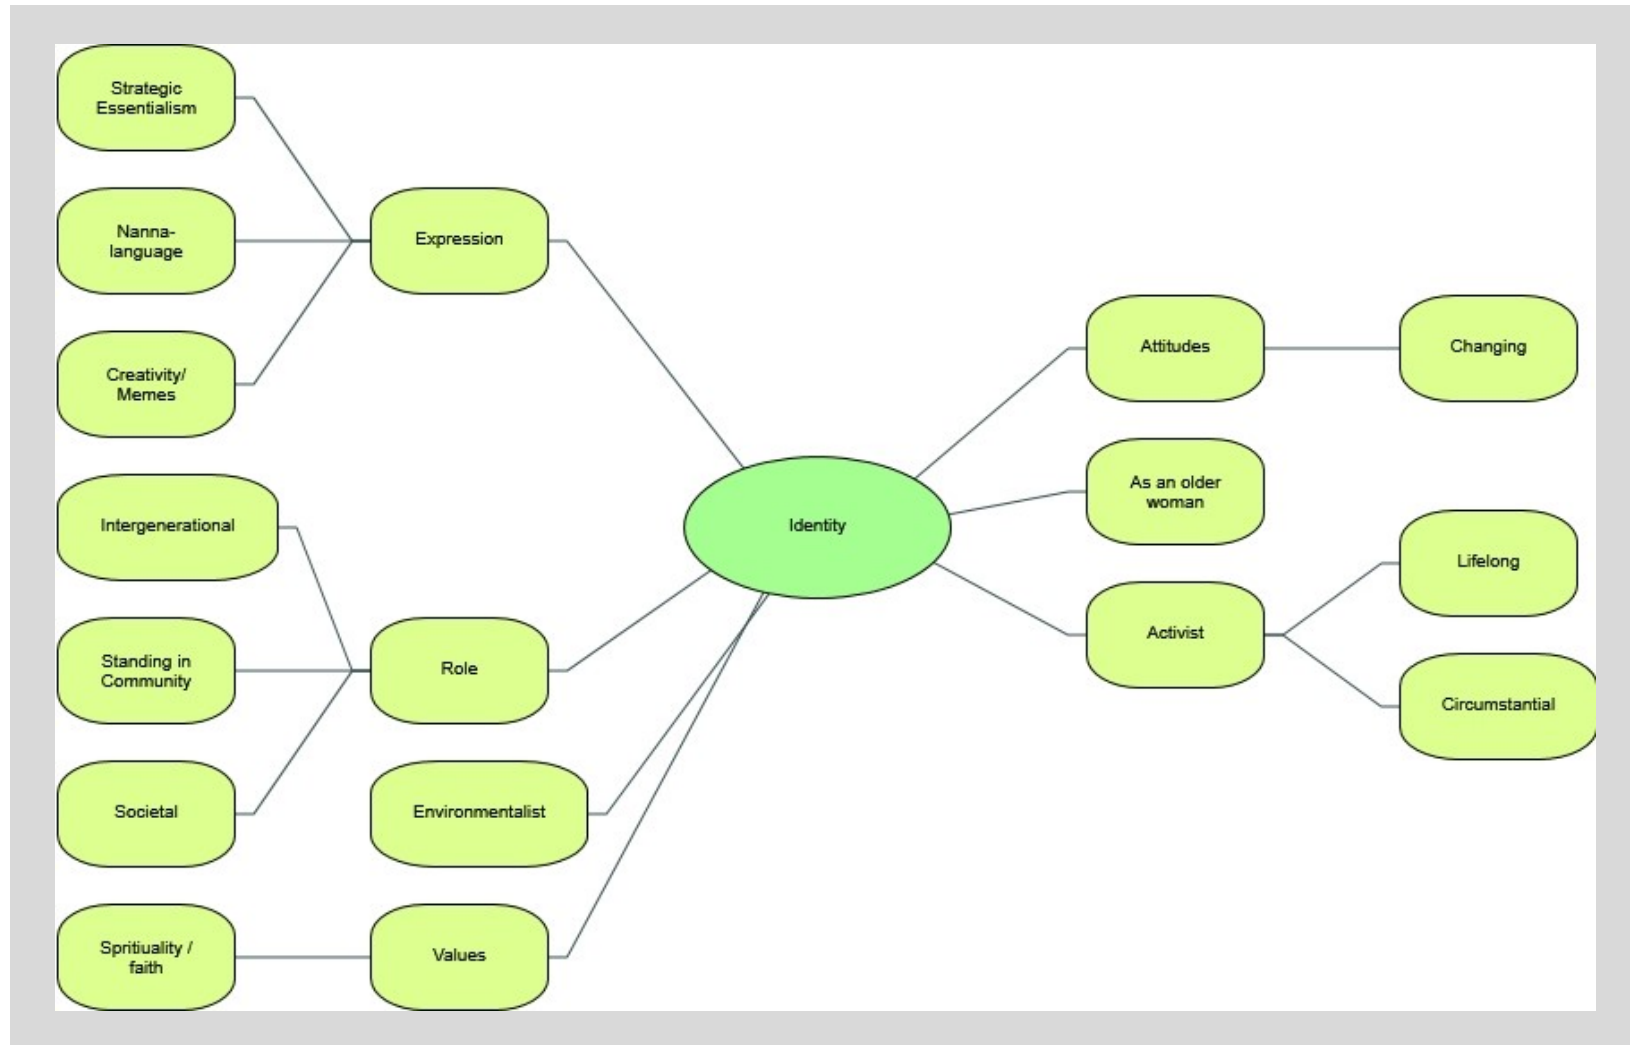 Strategic
Essentialism
Nanna-
language
Expression
Creativity/
Memes
Attitudes
Changing
As an older
woman
Intergenerational
Identity
Lifelong
Activist
Standing in
Community
Role
Circumstantial
Societal
Environmentalist
Spritiuality /
faith
Values